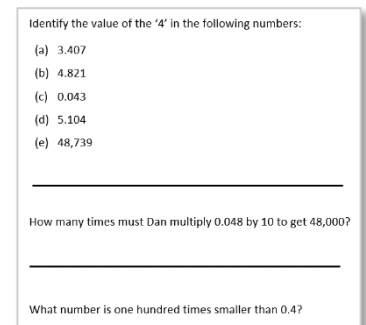 Identify the value of the ‘4’ in the following numbers:
(a) 3.407
(b) 4.821
(c) 0.043
(d) 5.104
(e) 48,739
How many times must Dan multiply 0.048 by 10 to get 48,000?
What number is one hundred times smaller than 0.4?